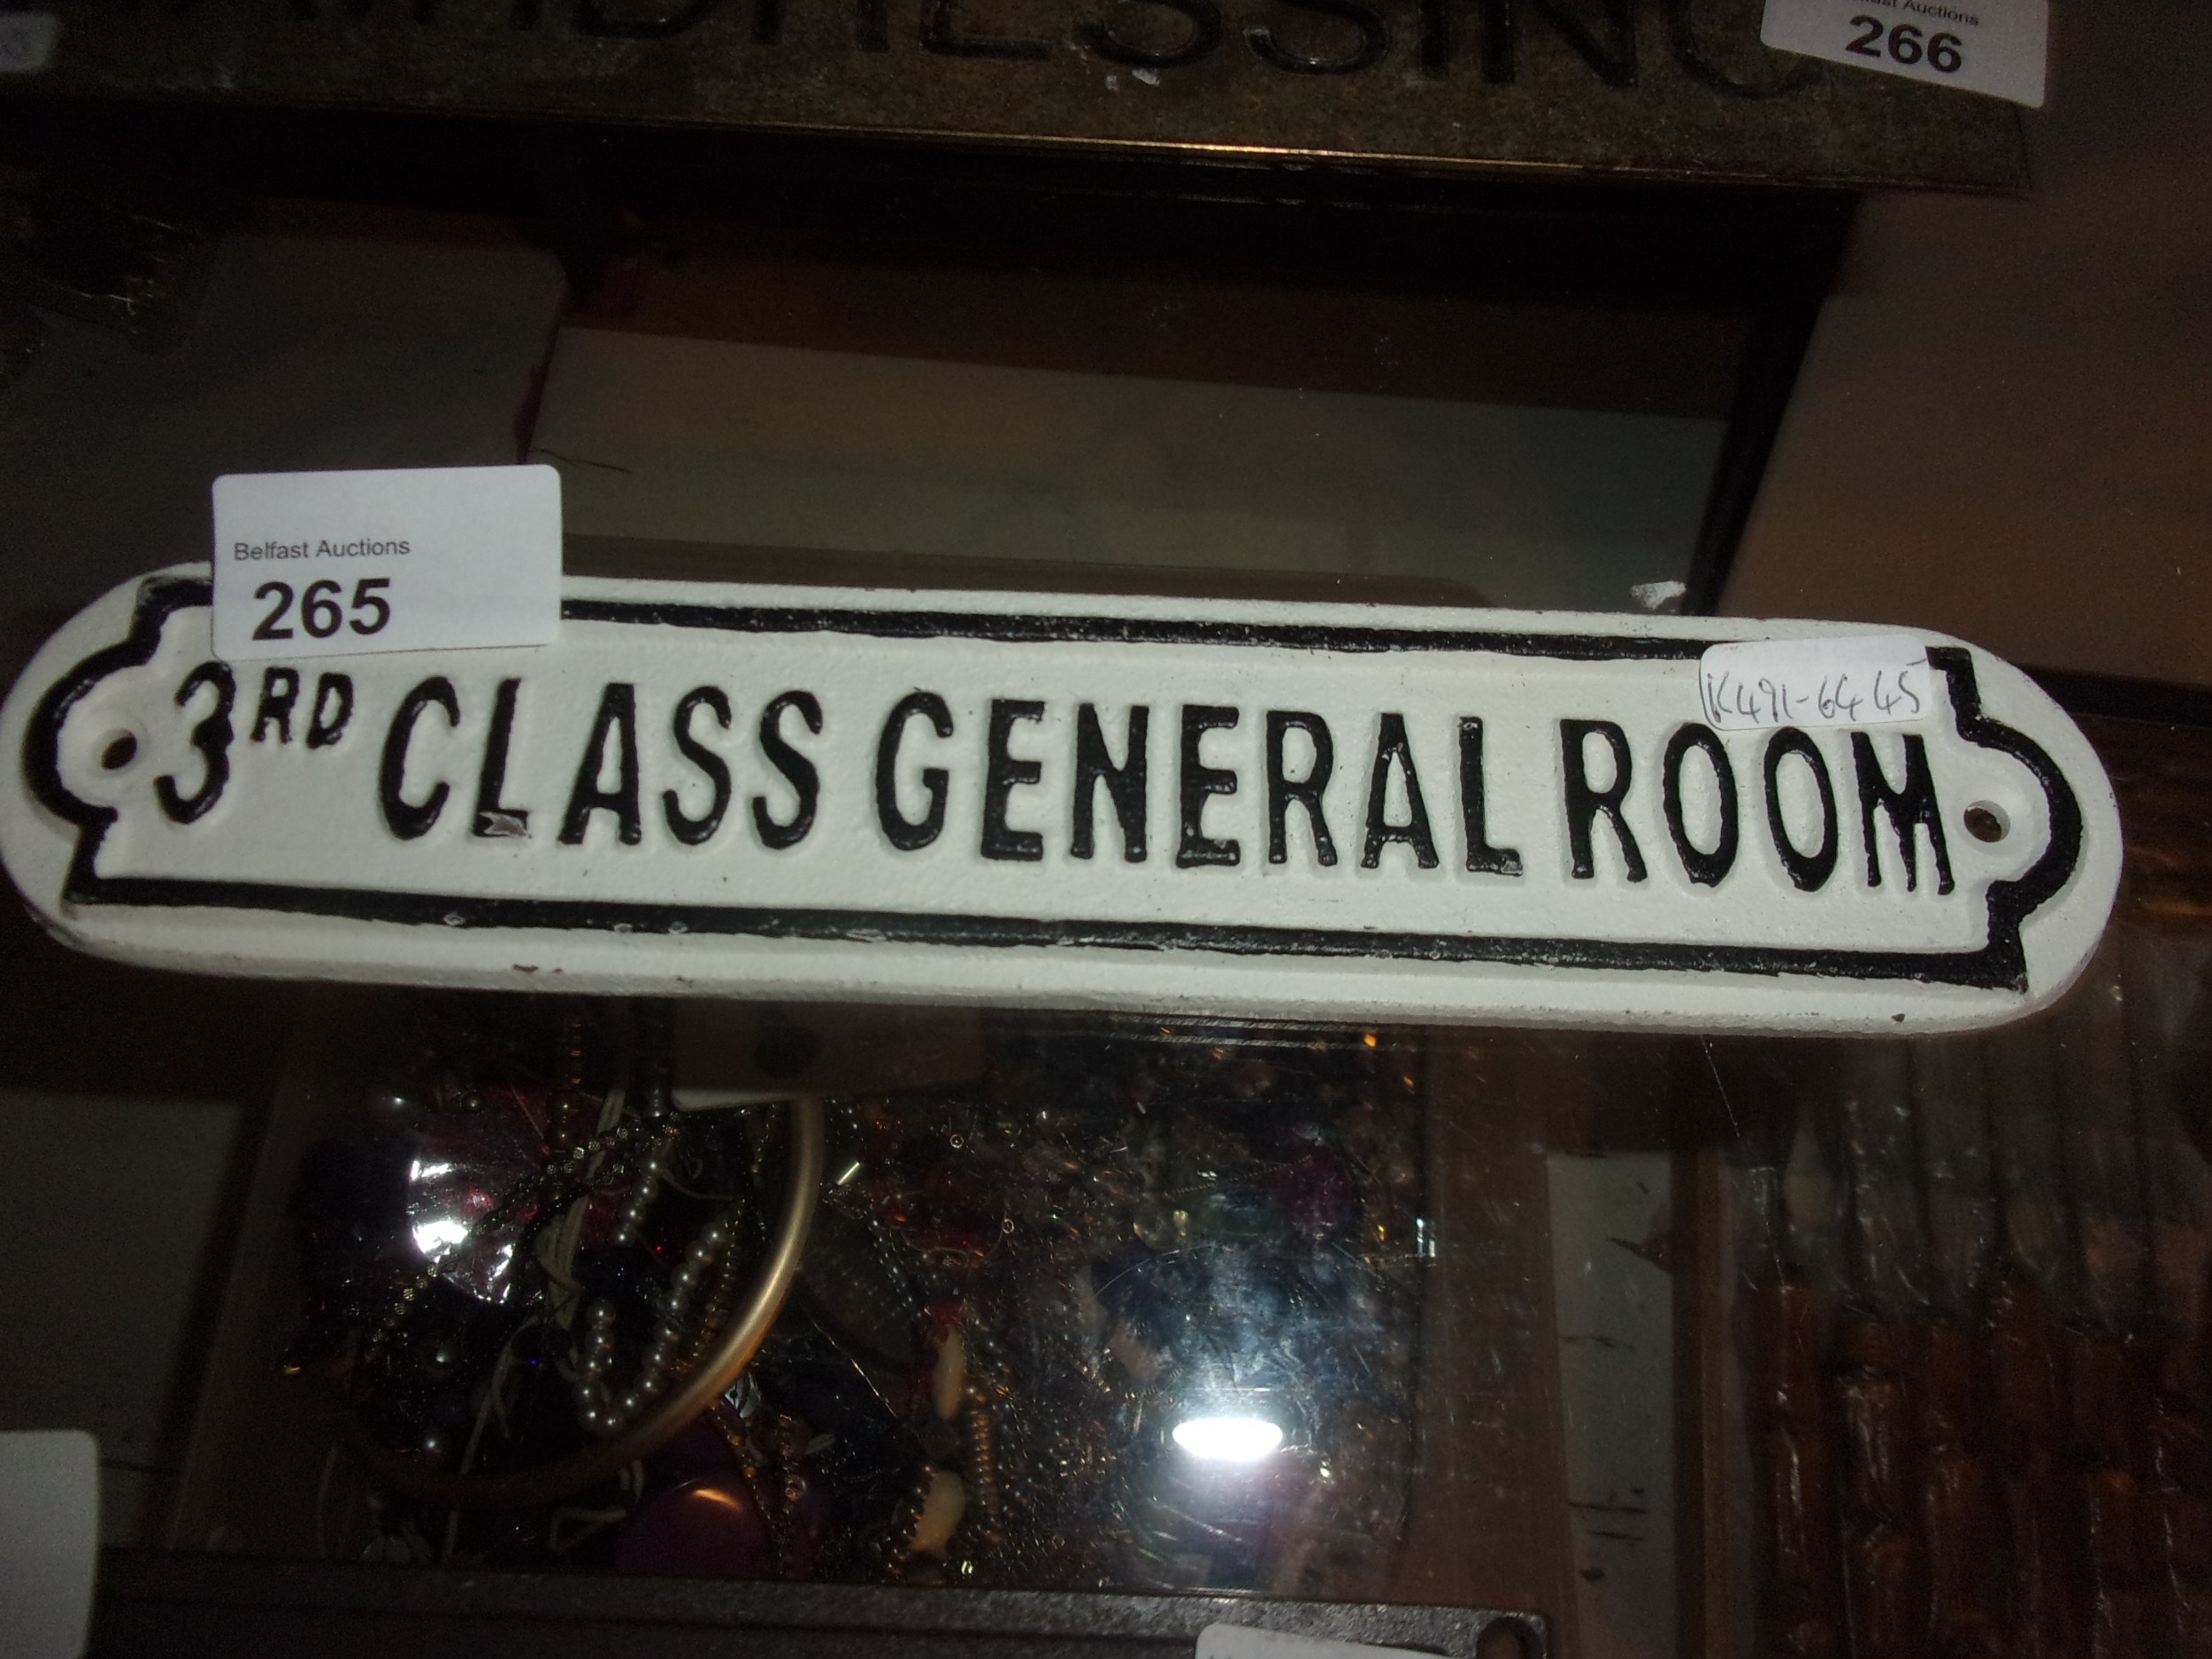 Belfast Auctions
266
Belfast Auctions
265
K491-6445
3RD CLASS GENERAL ROOM